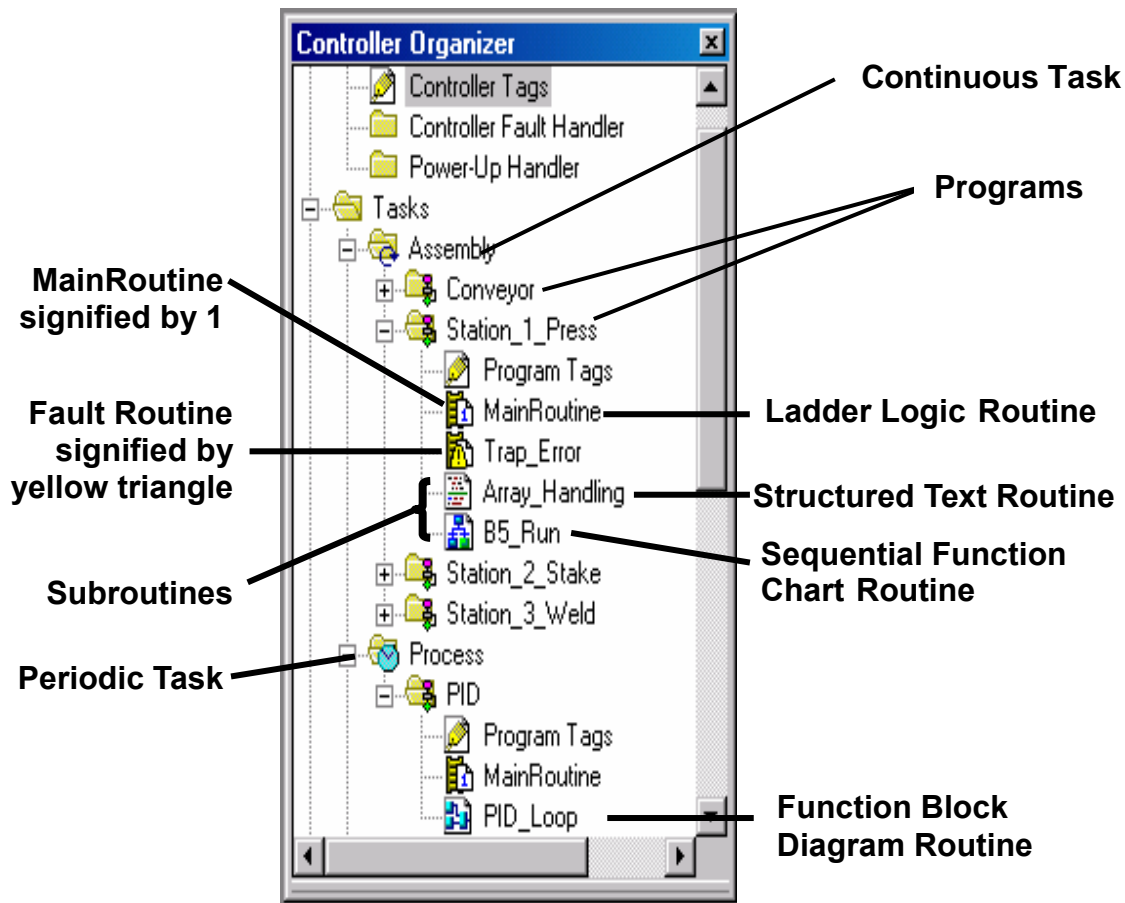 Controller Organizer
Controller Tags
Controller Fault Handler
Power-Up Handler
Tasks
Assembly
Conveyor
Station_1_Press
Program Tags
MainRoutine
Trap_Error
Array_Handling
B5_Run
Station_2_Stake
Station_3_Weld
Process
PID
Program Tags
MainRoutine
PID_Loop
MainRoutine
signified by 1
Fault Routine
signified by
yellow triangle
Subroutines
Periodic Task
Continuous Task
Programs
Ladder Logic Routine
Structured Text Routine
Sequential Function
Chart Routine
Function Block
Diagram Routine